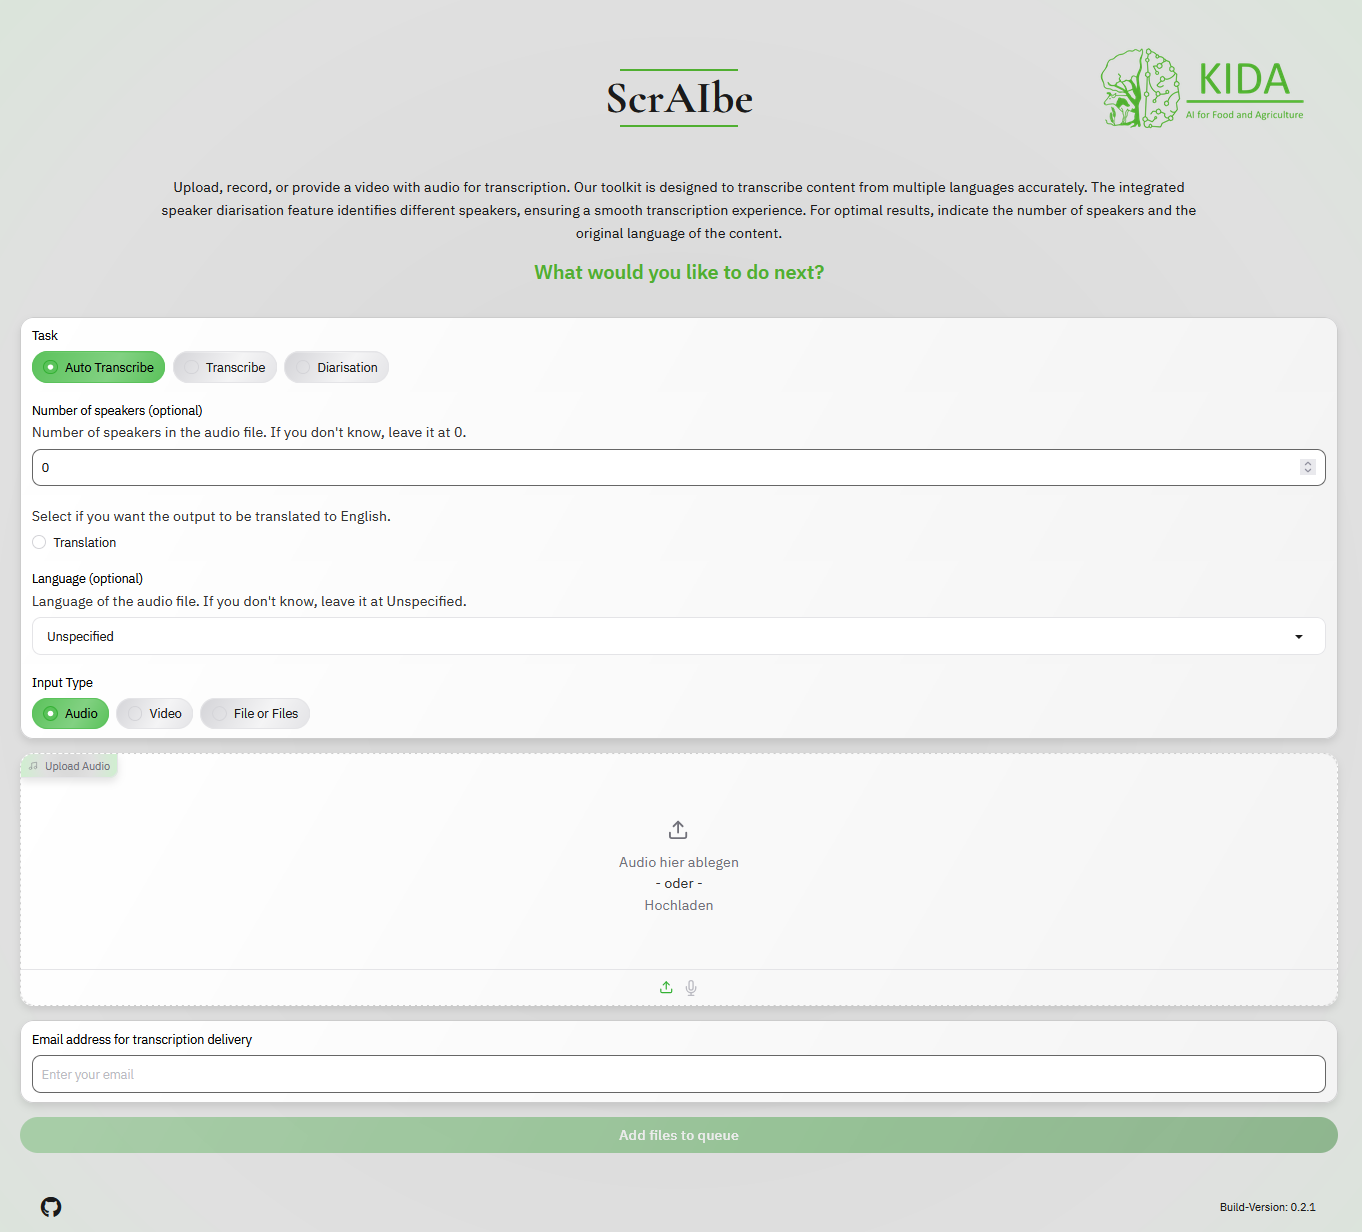 ScrAIbe
KIDA
AI for Food and Agriculture
Upload, record, or provide a video with audio for transcription. Our toolkit is designed to transcribe content from multiple languages accurately. The integrated
speaker diarisation feature identifies different speakers, ensuring a smooth transcription experience. For optimal results, indicate the number of speakers and the
original language of the content.
What would you like to do next?
Task
Auto Transcribe
Transcribe
Diarisation
Number of speakers (optional)
Number of speakers in the audio file. If you don't know, leave it at 0.
0
Select if you want the output to be translated to English.
Translation
Language (optional)
Language of the audio file. If you don't know, leave it at Unspecified.
Unspecified
Input Type
Audio
Video
File or Files
Upload Audio
Audio hier ablegen
- oder -
Hochladen
Email address for transcription delivery
Enter your email
Add files to queue
Build-Version: 0.2.1